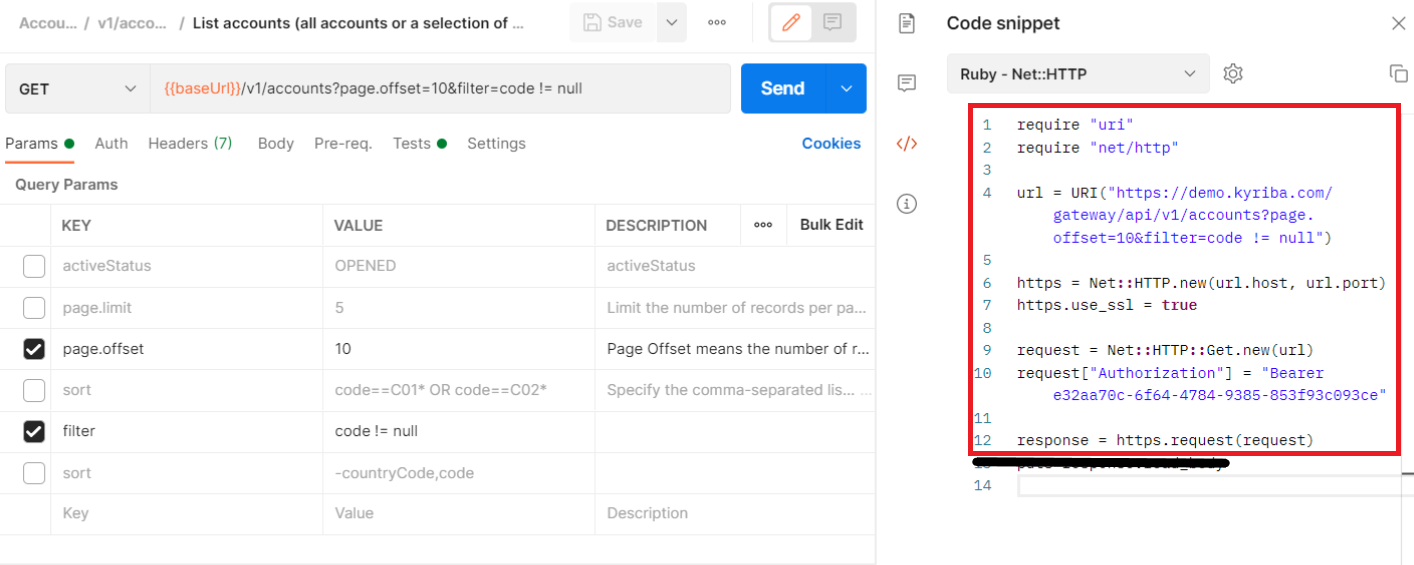 Accou... / v1/acco... / List accounts (all accounts or a selection of ...
Save
Code snippet
GET
{{baseUrl}}/v1/accounts?page.offset=10&filter=code != null
Send
Ruby - Net::HTTP
Params
Auth
Headers (7)
Body
Pre-req.
Tests
Settings
Cookies
Query Params
KEY VALUE DESCRIPTION Bulk Edit
activeStatus OPENED activeStatus
page.limit 5 Limit the number of records per pa...
page.offset 10 Page Offset means the number of r...
sort code==C01* OR code==C02* Specify the comma-separated lis... ...
filter code != null
sort -countryCode,code
Key Value Description
1 require "uri"
2 require "net/http"
3
4 url = URI("https://demo.kyriba.com/
gateway/api/v1/accounts?page.
offset=10&filter=code != null")
5
6 https = Net::HTTP.new(url.host, url.port)
7 https.use_ssl = true
8
9 request = Net::HTTP::Get.new(url)
10 request["Authorization"] = "Bearer
e32aa70c-6f64-4784-9385-853f93c093ce"
11
12 response = https.request(request)
14